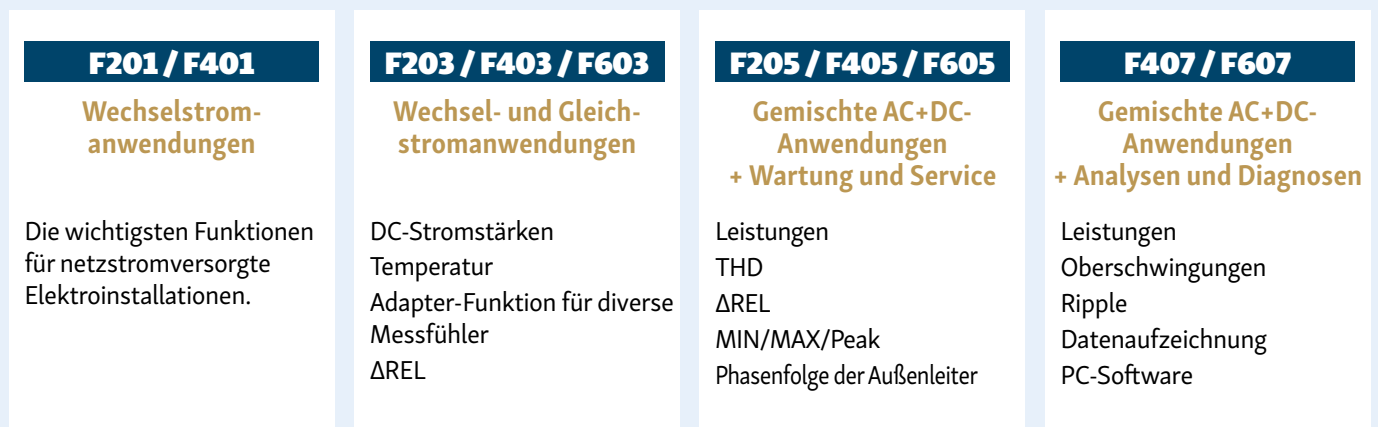 F201 / F401
Wechselstrom-
anwendungen
Die wichtigsten Funktionen
für netzstromversorgte
Elektroinstallationen.
F203 / F403 / F603
Wechsel- und Gleich-
stromanwendungen
DC-Stromstärken
Temperatur
Adapter-Funktion für diverse
Messfühler
ΔREL
F205 / F405 / F605
Gemischte AC+DC-
Anwendungen
+ Wartung und Service
Leistungen
THD
ΔREL
MIN/MAX/Peak
Phasenfolge der Außenleiter
F407 / F607
Gemischte AC+DC-
Anwendungen
+ Analysen und Diagnosen
Leistungen
Oberschwingungen
Ripple
Datenaufzeichnung
PC-Software